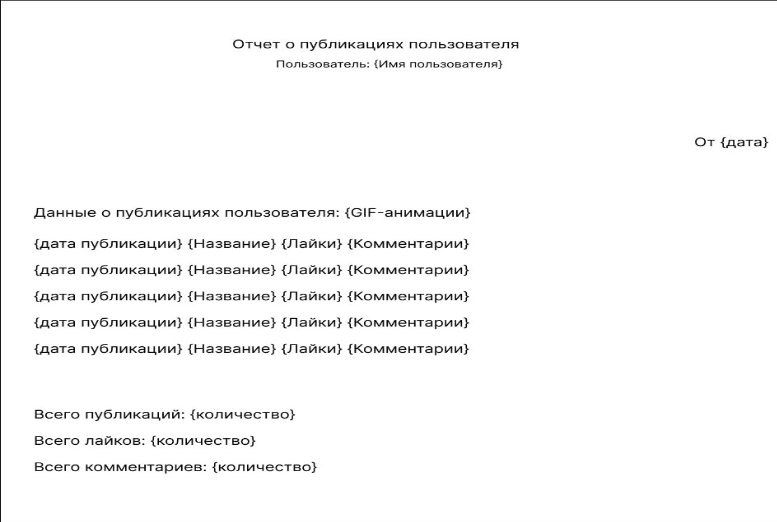 Отчет о публикациях пользователя
Пользователь: {Имя пользователя}
От {дата}
Данные о публикациях пользователя: {GIF-анимации}
{дата публикации} {Название} {Лайки} {Комментарии}
{дата публикации} {Название} {Лайки} {Комментарии}
{дата публикации} {Название} {Лайки} {Комментарии}
{дата публикации} {Название} {Лайки} {Комментарии}
{дата публикации} {Название} {Лайки} {Комментарии}
Всего публикаций: {количество}
Всего лайков: {количество}
Всего комментариев: {количество}